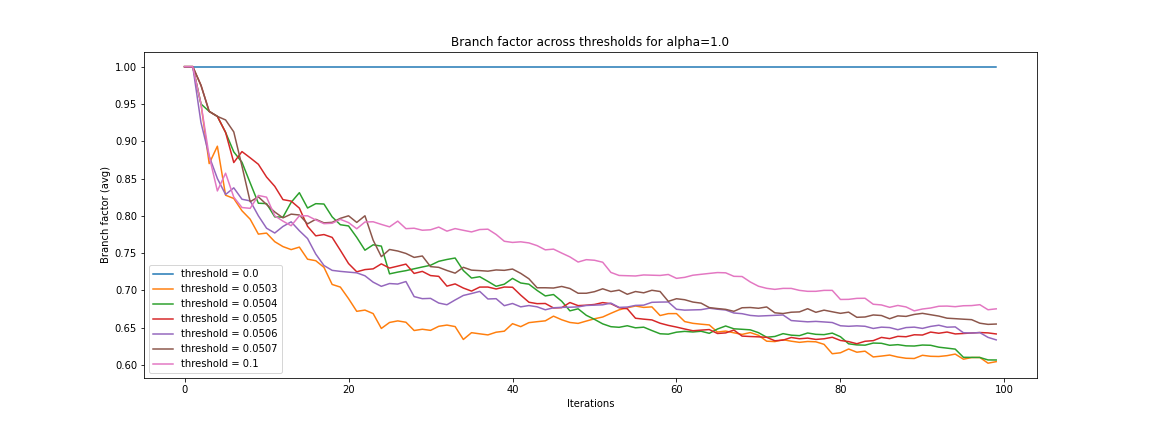 Branch factor across thresholds for alpha=1.0
1.00
0.95
0.90
0.85
0.80
0.75
0.70
0.65
0.60
Branch factor (avg)
threshold = 0.0
threshold = 0.0503
threshold = 0.0504
threshold = 0.0505
threshold = 0.0506
threshold = 0.0507
threshold = 0.1
0 20 40 60 80 100
Iterations